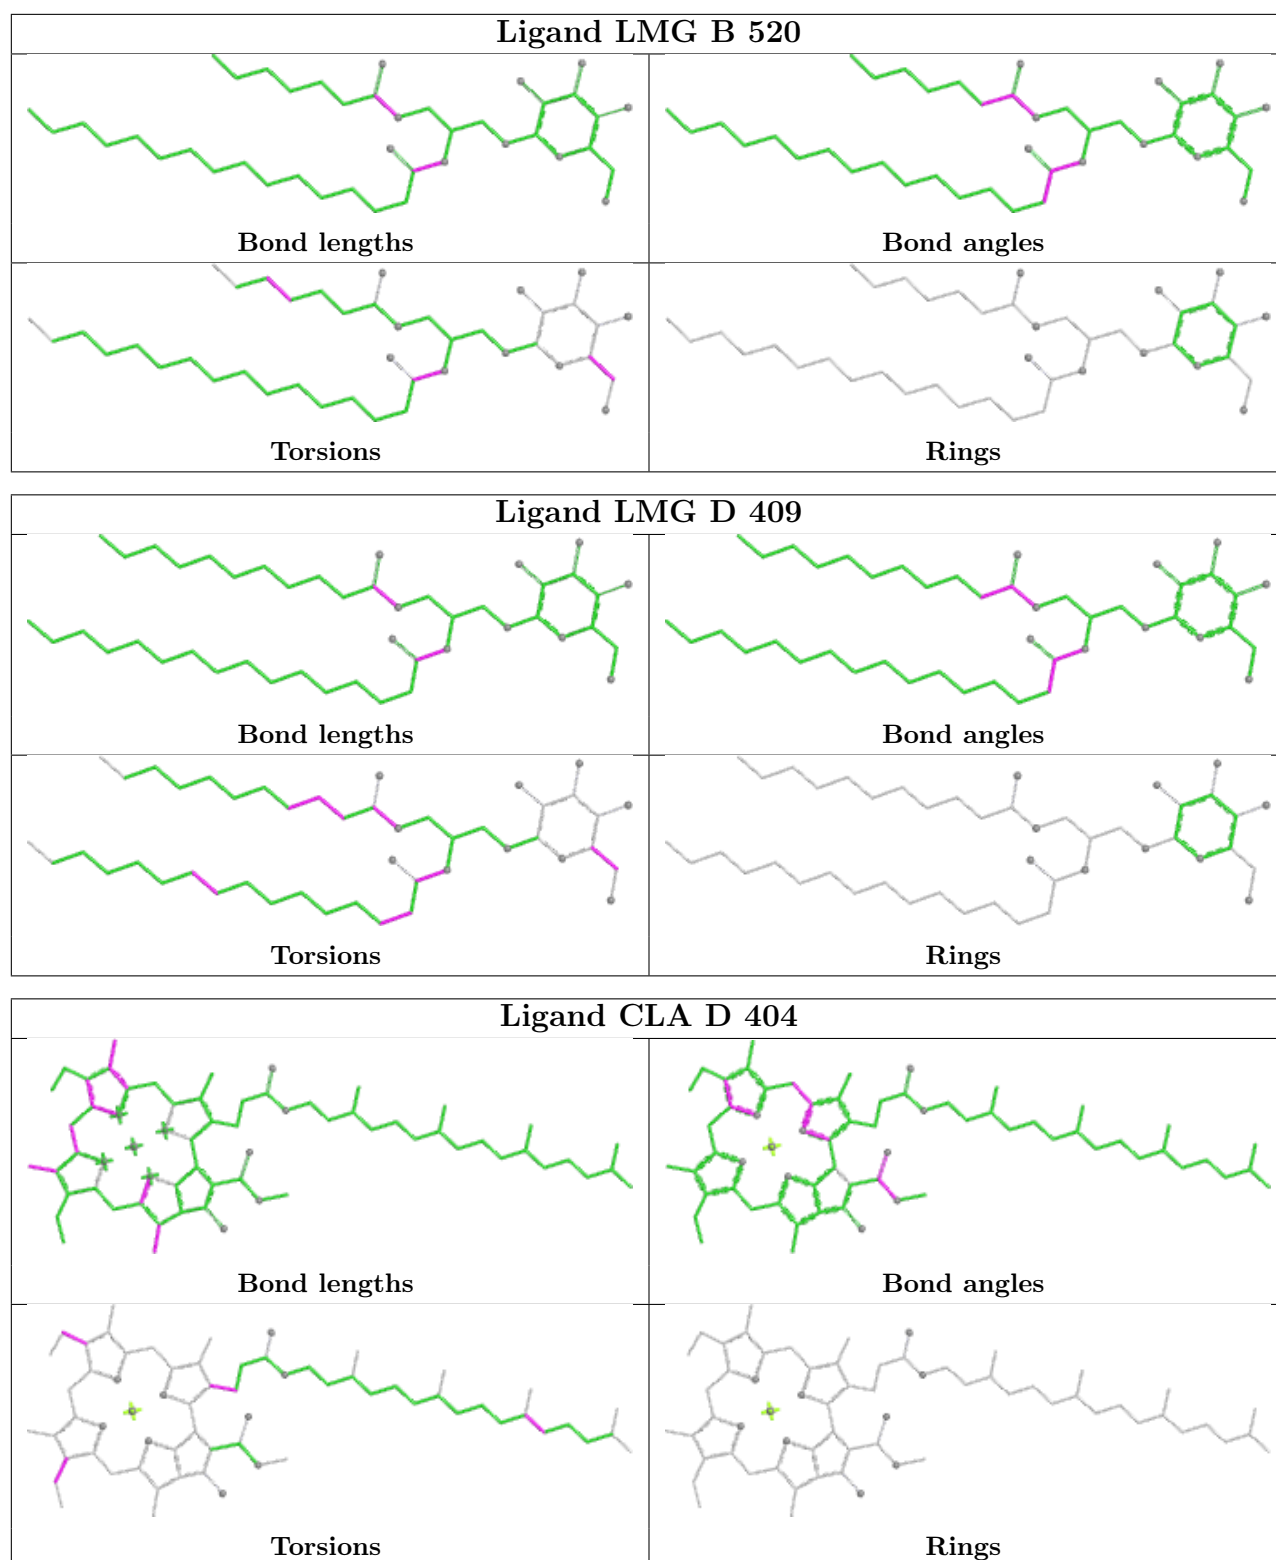 Ligand LMG B 520
Bond lengths
Bond angles
Torsions
Rings
Ligand LMG D 409
Bond lengths
Bond angles
Torsions
Rings
Ligand CLA D 404
Bond lengths
Bond angles
Torsions
Rings